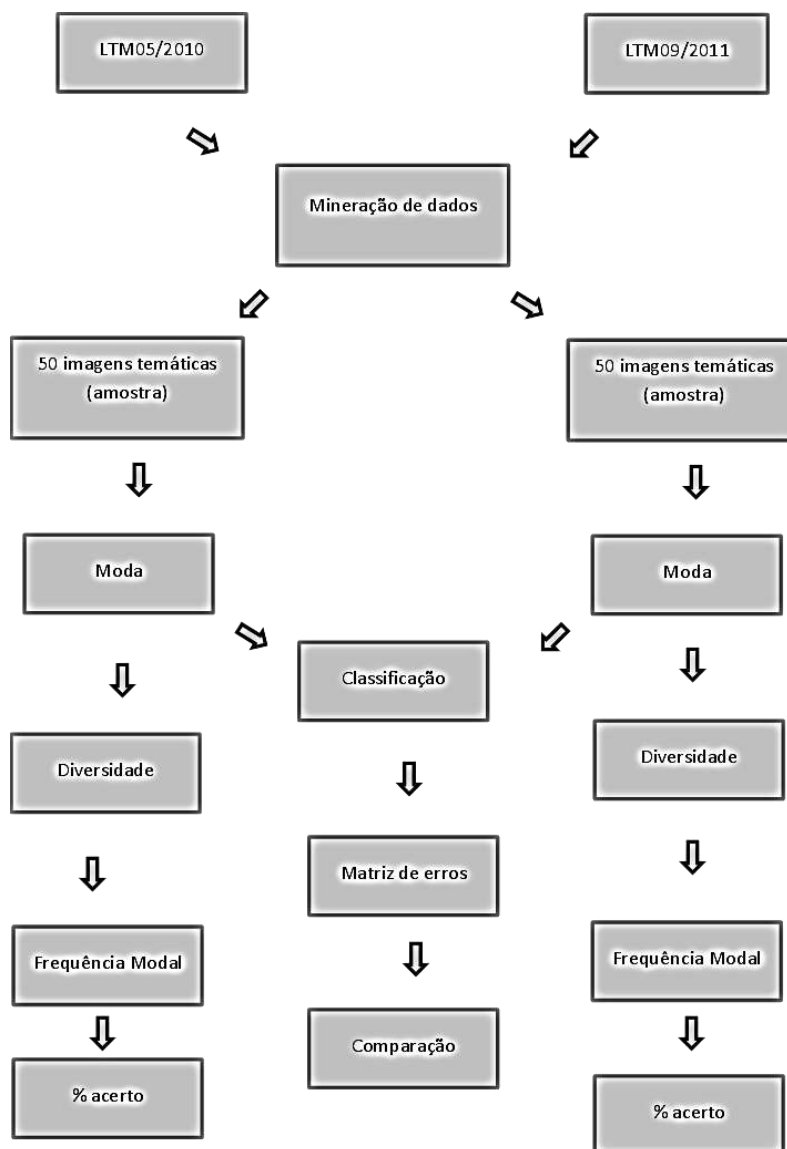 LTM05/2010
LTM09/2011
Mineração de dados
50 imagens temáticas
(amostra)
50 imagens temáticas
(amostra)
Moda
Moda
Classificação
Diversidade
Diversidade
Matriz de erros
Frequência Modal
Frequência Modal
Comparação
% acerto
% acerto